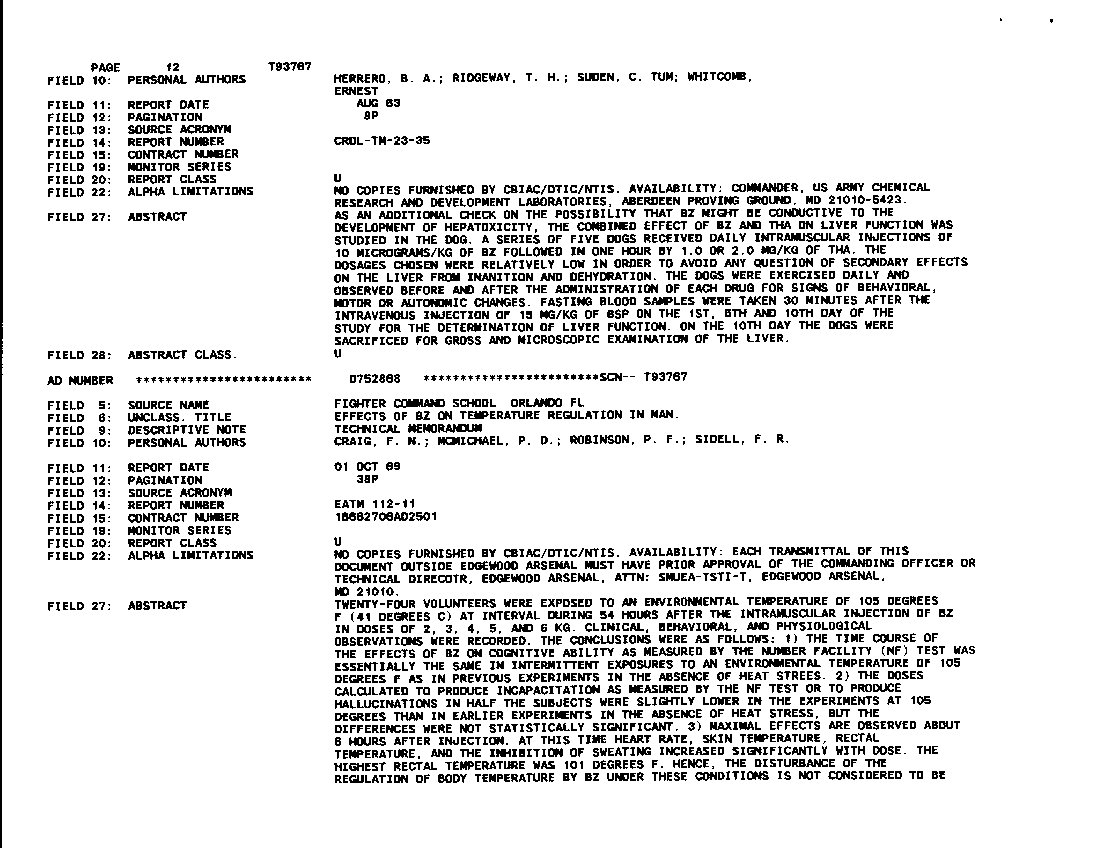 PAGE 12 T93767
FIELD 10: PERSONAL AUTHORS HERRERO, B. A.; RIDGEWAY, T. H.; SUDEN, C. TUM; WHITCOMB,
ERNEST
FIELD 11: REPORT DATE AUG 63
FIELD 12: PAGINATION 9P
FIELD 13: SOURCE ACRONYM
FIELD 14: REPORT NUMBER CRDL-TM-23-35
FIELD 15: CONTRACT NUMBER
FIELD 19: MONITOR SERIES
FIELD 20: REPORT CLASS U
FIELD 22: ALPHA LIMITATIONS NO COPIES FURNISHED BY CBIAC/DTIC/NTIS. AVAILABILITY: COMMANDER, US ARMY CHEMICAL
RESEARCH AND DEVELOPMENT LABORATORIES, ABERDEEN PROVING GROUND, MD 21010-5423.
FIELD 27: ABSTRACT AS AN ADDITIONAL CHECK ON THE POSSIBILITY THAT BZ MIGHT BE CONDUCTIVE TO THE
DEVELOPMENT OF HEPATOXICITY, THE COMBINED EFFECT OF BZ AND THA ON LIVER FUNCTION WAS
STUDIED IN THE DOG. A SERIES OF FIVE DOGS RECEIVED DAILY INTRAMUSCULAR INJECTIONS OF
10 MICROGRAMS/KG OF BZ FOLLOWED IN ONE HOUR BY 1.0 OR 2.0 MG/KG OF THA. THE
DOSAGES CHOSEN WERE RELATIVELY LOW IN ORDER TO AVOID ANY QUESTION OF SECONDARY EFFECTS
ON THE LIVER FROM INANITION AND DEHYDRATION. THE DOGS WERE EXERCISED DAILY AND
OBSERVED BEFORE AND AFTER THE ADMINISTRATION OF EACH DRUG FOR SIGNS OF BEHAVIORAL,
MOTOR OR AUTONOMIC CHANGES. FASTING BLOOD SAMPLES WERE TAKEN 30 MINUTES AFTER THE
INTRAVENOUS INJECTION OF 15 MG/KG OF BSP ON THE 1ST, 5TH AND 10TH DAY OF THE
STUDY FOR THE DETERMINATION OF LIVER FUNCTION. ON THE 10TH DAY THE DOGS WERE
SACRIFICED FOR GROSS AND MICROSCOPIC EXAMINATION OF THE LIVER.
FIELD 28: ABSTRACT CLASS. U
AD NUMBER ************************ D752868 ************************SCN-- T93767
FIELD 5: SOURCE NAME FIGHTER COMMAND SCHOOL ORLANDO FL
FIELD 6: UNCLASS. TITLE EFFECTS OF BZ ON TEMPERATURE REGULATION IN MAN.
FIELD 9: DESCRIPTIVE NOTE TECHNICAL MEMORANDUM
FIELD 10: PERSONAL AUTHORS CRAIG, F. N.; MCMICHAEL, P. D.; ROBINSON, P. F.; SIDELL, F. R.
FIELD 11: REPORT DATE 01 OCT 69
FIELD 12: PAGINATION 38P
FIELD 13: SOURCE ACRONYM
FIELD 14: REPORT NUMBER EATM 112-11
FIELD 15: CONTRACT NUMBER 1B662706AD2501
FIELD 19: MONITOR SERIES
FIELD 20: REPORT CLASS U
FIELD 22: ALPHA LIMITATIONS NO COPIES FURNISHED BY CBIAC/DTIC/NTIS. AVAILABILITY: EACH TRANSMITTAL OF THIS
DOCUMENT OUTSIDE EDGEWOOD ARSENAL MUST HAVE PRIOR APPROVAL OF THE COMMANDING OFFICER OR
TECHNICAL DIRECOTR, EDGEWOOD ARSENAL, ATTN: SMUEA-TSTI-T, EDGEWOOD ARSENAL,
MD 21010.
FIELD 27: ABSTRACT TWENTY-FOUR VOLUNTEERS WERE EXPOSED TO AN ENVIRONMENTAL TEMPERATURE OF 105 DEGREES
F (41 DEGREES C) AT INTERVAL DURING 54 HOURS AFTER THE INTRAMUSCULAR INJECTION OF BZ
IN DOSES OF 2, 3, 4, 5, AND 6 KG. CLINICAL, BEHAVIORAL, AND PHYSIOLOGICAL
OBSERVATIONS WERE RECORDED. THE CONCLUSIONS WERE AS FOLLOWS: 1) THE TIME COURSE OF
THE EFFECTS OF BZ ON COGNITIVE ABILITY AS MEASURED BY THE NUMBER FACILITY (NF) TEST WAS
ESSENTIALLY THE SAME IN INTERMITTENT EXPOSURES TO AN ENVIRONMENTAL TEMPERATURE OF 105
DEGREES F AS IN PREVIOUS EXPERIMENTS IN THE ABSENCE OF HEAT STREES. 2) THE DOSES
CALCULATED TO PRODUCE INCAPACITATION AS MEASURED BY THE NF TEST OR TO PRODUCE
HALLUCINATIONS IN HALF THE SUBJECTS WERE SLIGHTLY LOWER IN THE EXPERIMENTS AT 105
DEGREES THAN IN EARLIER EXPERIMENTS IN THE ABSENCE OF HEAT STRESS, BUT THE
DIFFERENCES WERE NOT STATISTICALLY SIGNIFICANT. 3) MAXIMAL EFFECTS ARE OBSERVED ABOUT
8 HOURS AFTER INJECTION. AT THIS TIME HEART RATE, SKIN TEMPERATURE, RECTAL
TEMPERATURE, AND THE INHIBITION OF SWEATING INCREASED SIGNIFICANTLY WITH DOSE. THE
HIGHEST RECTAL TEMPERATURE WAS 101 DEGREES F. HENCE, THE DISTURBANCE OF THE
REGULATION OF BODY TEMPERATURE BY BZ UNDER THESE CONDITIONS IS NOT CONSIDERED TO BE